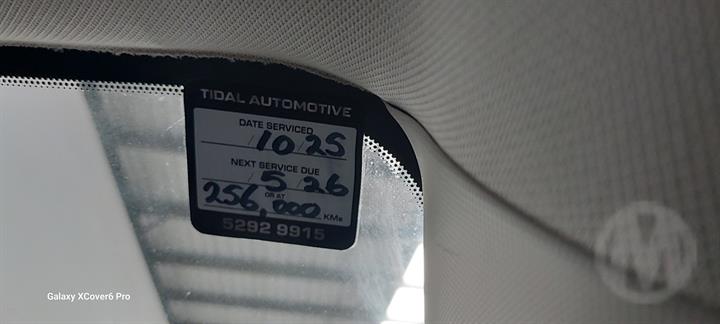 TIDAL AUTOMOTIVE
DATE SERVICED
/10/25
NEXT SERVICE DUE
/5/26
OR AT
256,000 KMs
5292 9915
Galaxy XCover6 Pro
M